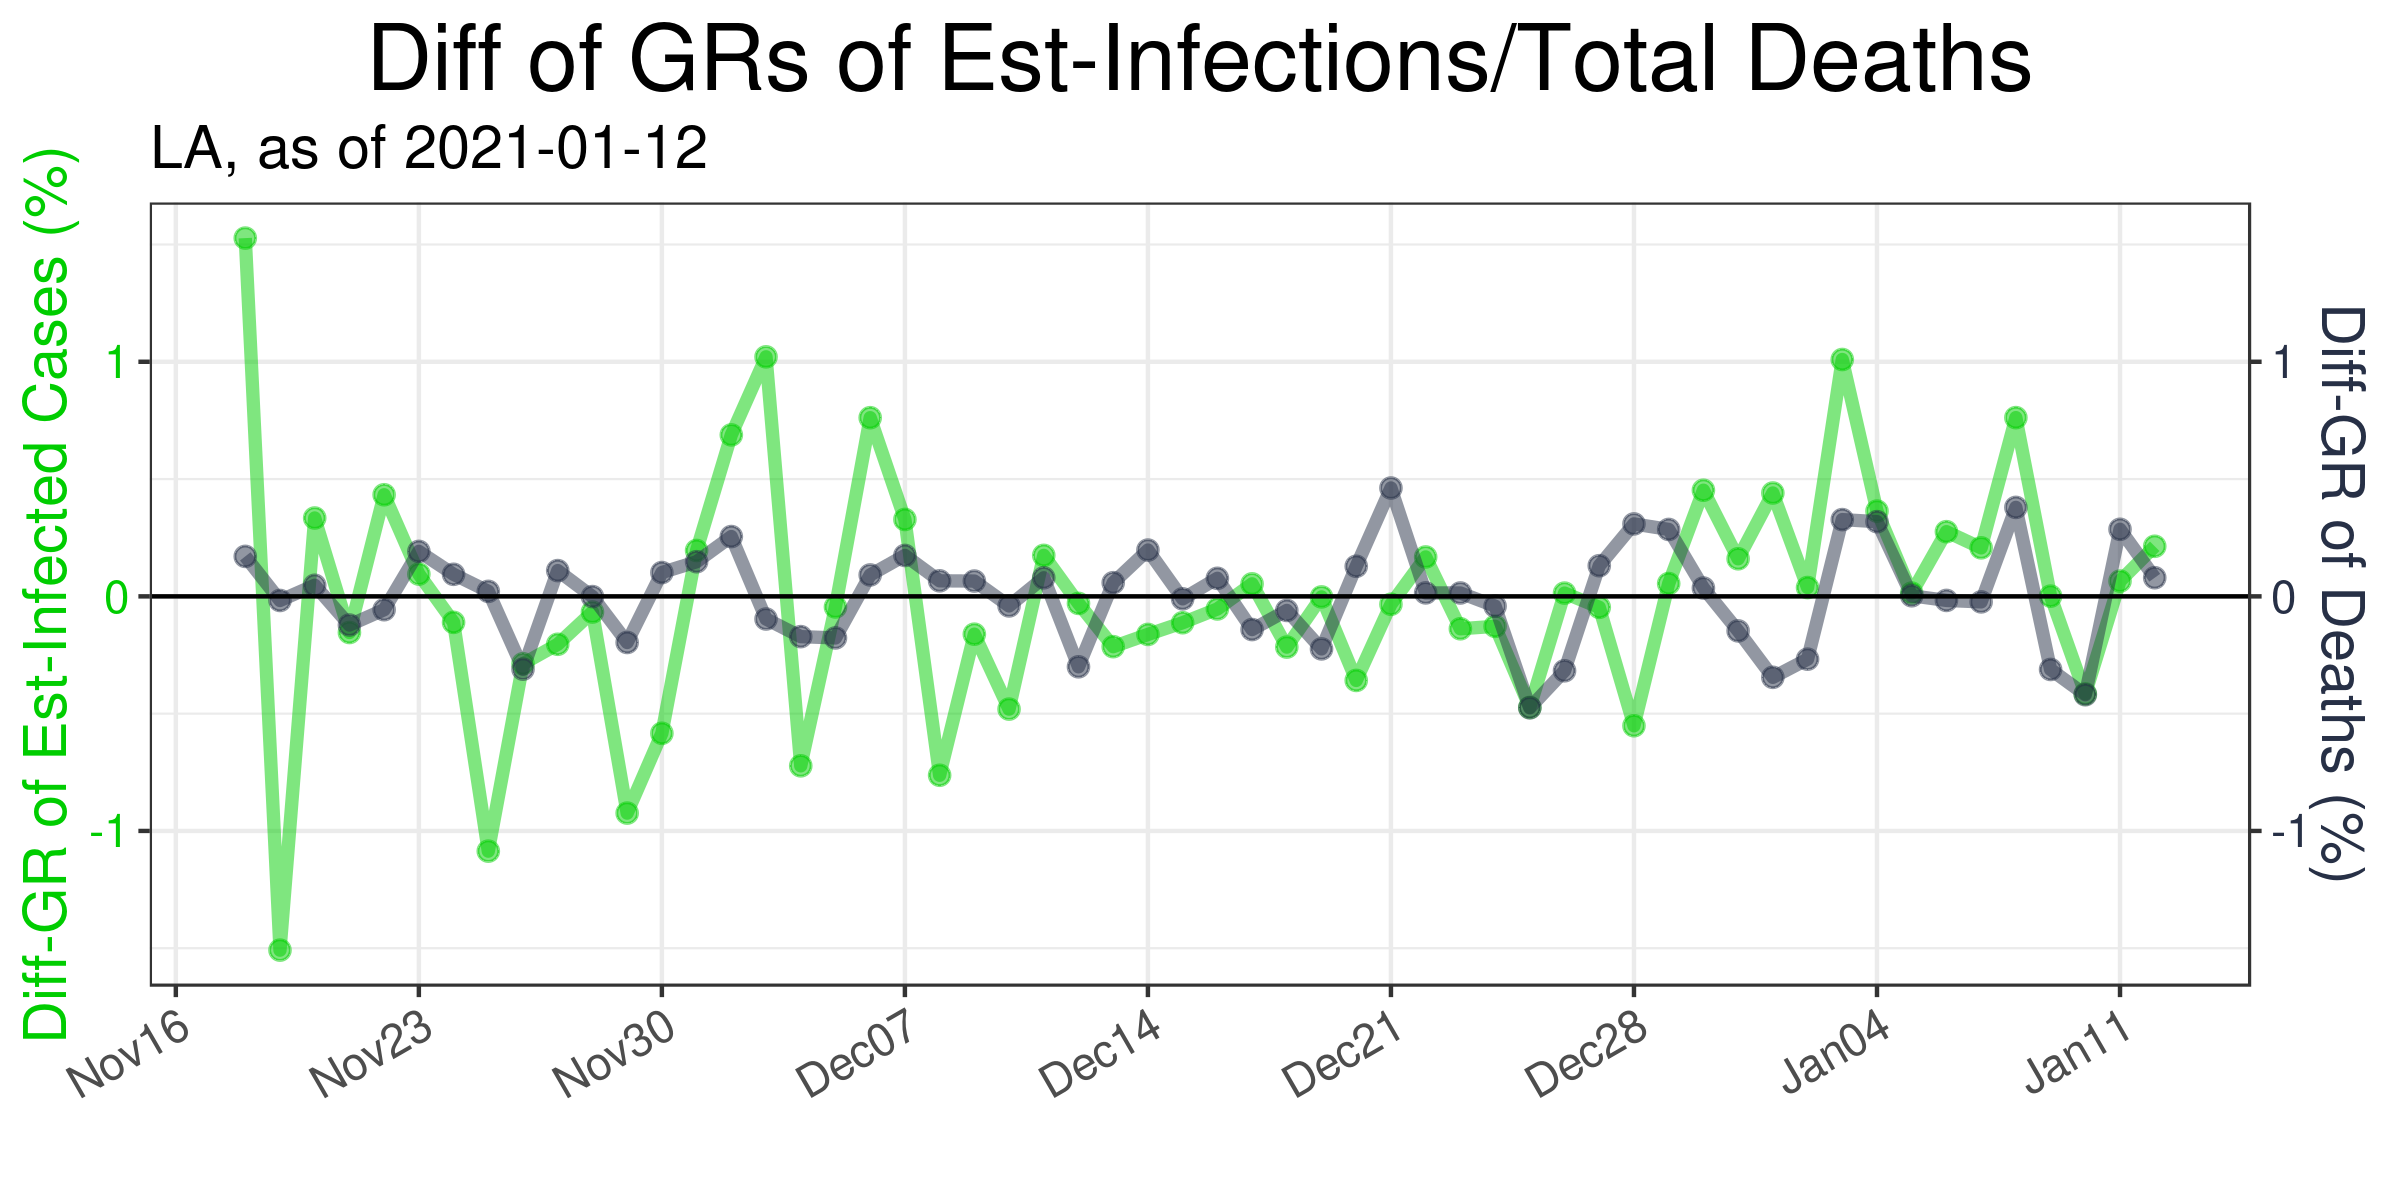 Diff of GRs of Est-Infections/Total Deaths
LA, as of 2021-01-12
Diff-GR of Est-Infected Cases (%)
1
0
-1
1
0
-1
Diff-GR of Deaths (%)
Nov16
Nov23
Nov30
Dec07
Dec14
Dec21
Dec28
Jan04
Jan11